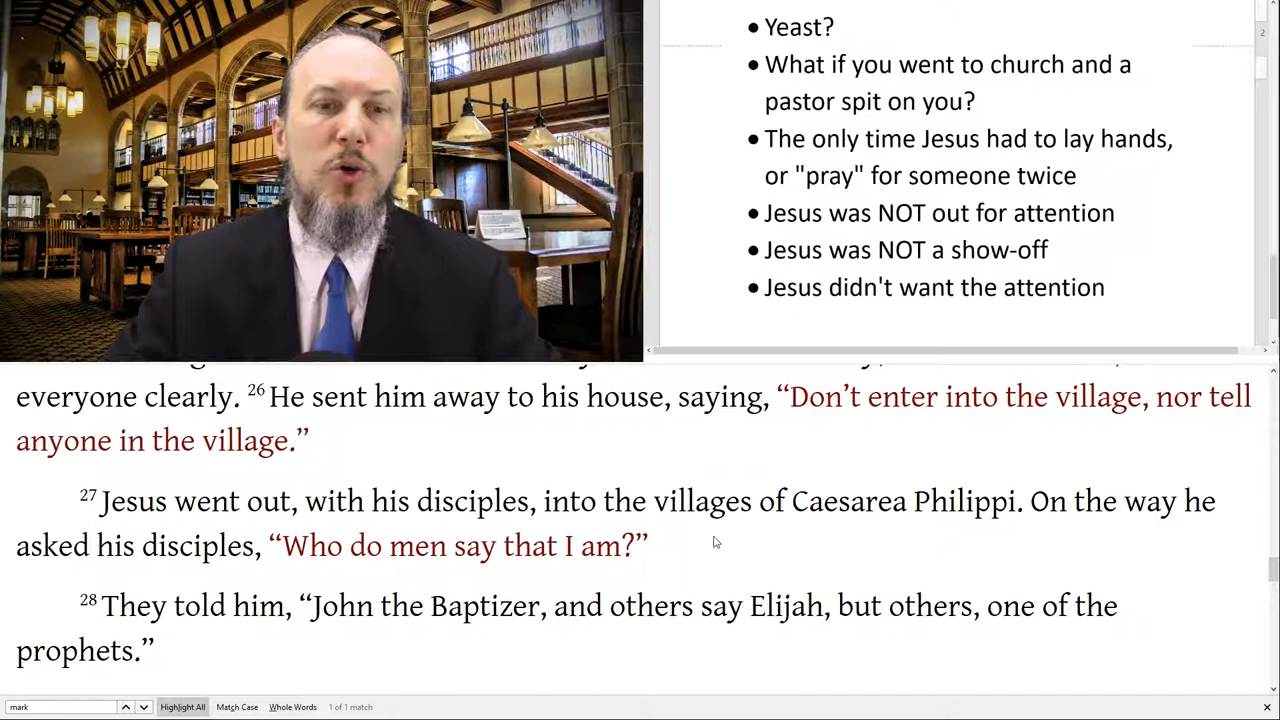 • Yeast?
2
• What if you went to church and a
pastor spit on you?
• The only time Jesus had to lay hands,
or "pray" for someone twice
• Jesus was NOT out for attention
• Jesus was NOT a show-off
• Jesus didn't want the attention
everyone clearly. 26 He sent him away to his house, saying, “Don’t enter into the village, nor tell
anyone in the village.”
27 Jesus went out, with his disciples, into the villages of Caesarea Philippi. On the way he
asked his disciples, “Who do men say that I am?”
28 They told him, “John the Baptizer, and others say Elijah, but others, one of the
prophets.”
mark
Highlight All
Match Case
Whole Words
1 of 1 match